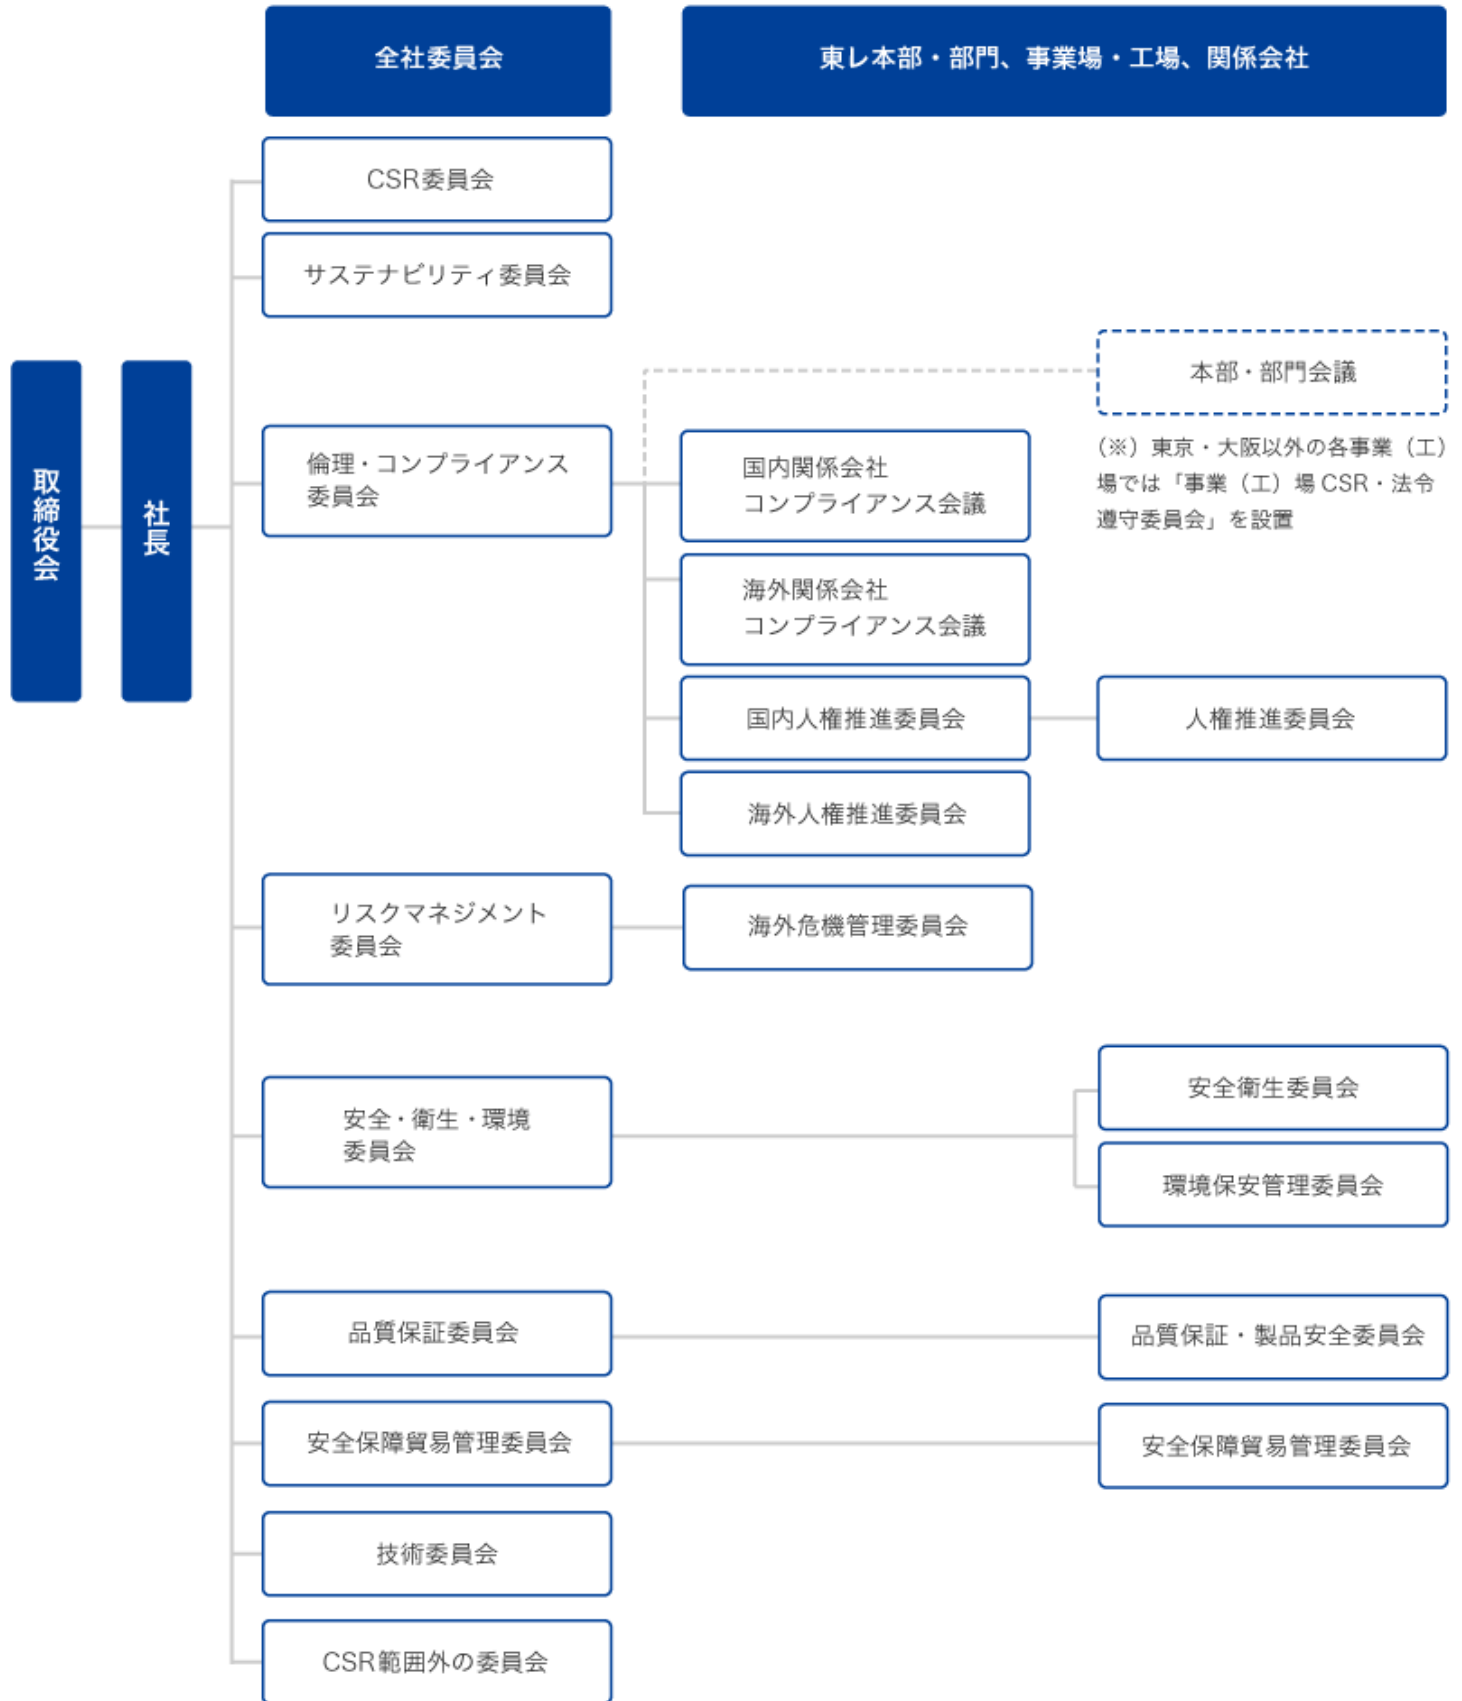 全社委員会
東レ本部・部門、事業場・工場、関係会社
取締役会
社長
CSR委員会
サステナビリティ委員会
倫理・コンプライアンス
委員会
本部・部門会議
(※) 東京・大阪以外の各事業（工）
場では「事業（工）場 CSR・法令
遵守委員会」を設置
国内関係会社
コンプライアンス会議
海外関係会社
コンプライアンス会議
国内人権推進委員会
人権推進委員会
海外人権推進委員会
リスクマネジメント
委員会
海外危機管理委員会
安全・衛生・環境
委員会
安全衛生委員会
環境保安管理委員会
品質保証委員会
品質保証・製品安全委員会
安全保障貿易管理委員会
安全保障貿易管理委員会
技術委員会
CSR範囲外の委員会